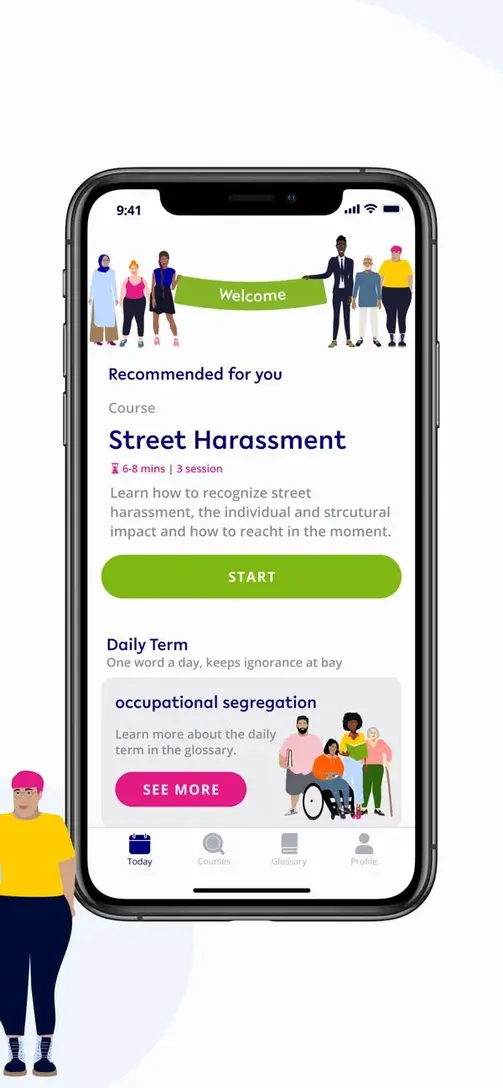 9:41
Welcome
Recommended for you
Course
Street Harassment
6-8 mins | 3 session
Learn how to recognize street
harassment, the individual and strcutural
impact and how to reacht in the moment.
START
Daily Term
One word a day, keeps ignorance at bay
occupational segregation
Learn more about the daily
term in the glossary.
SEE MORE
Today
Courses
Glossary
Profile